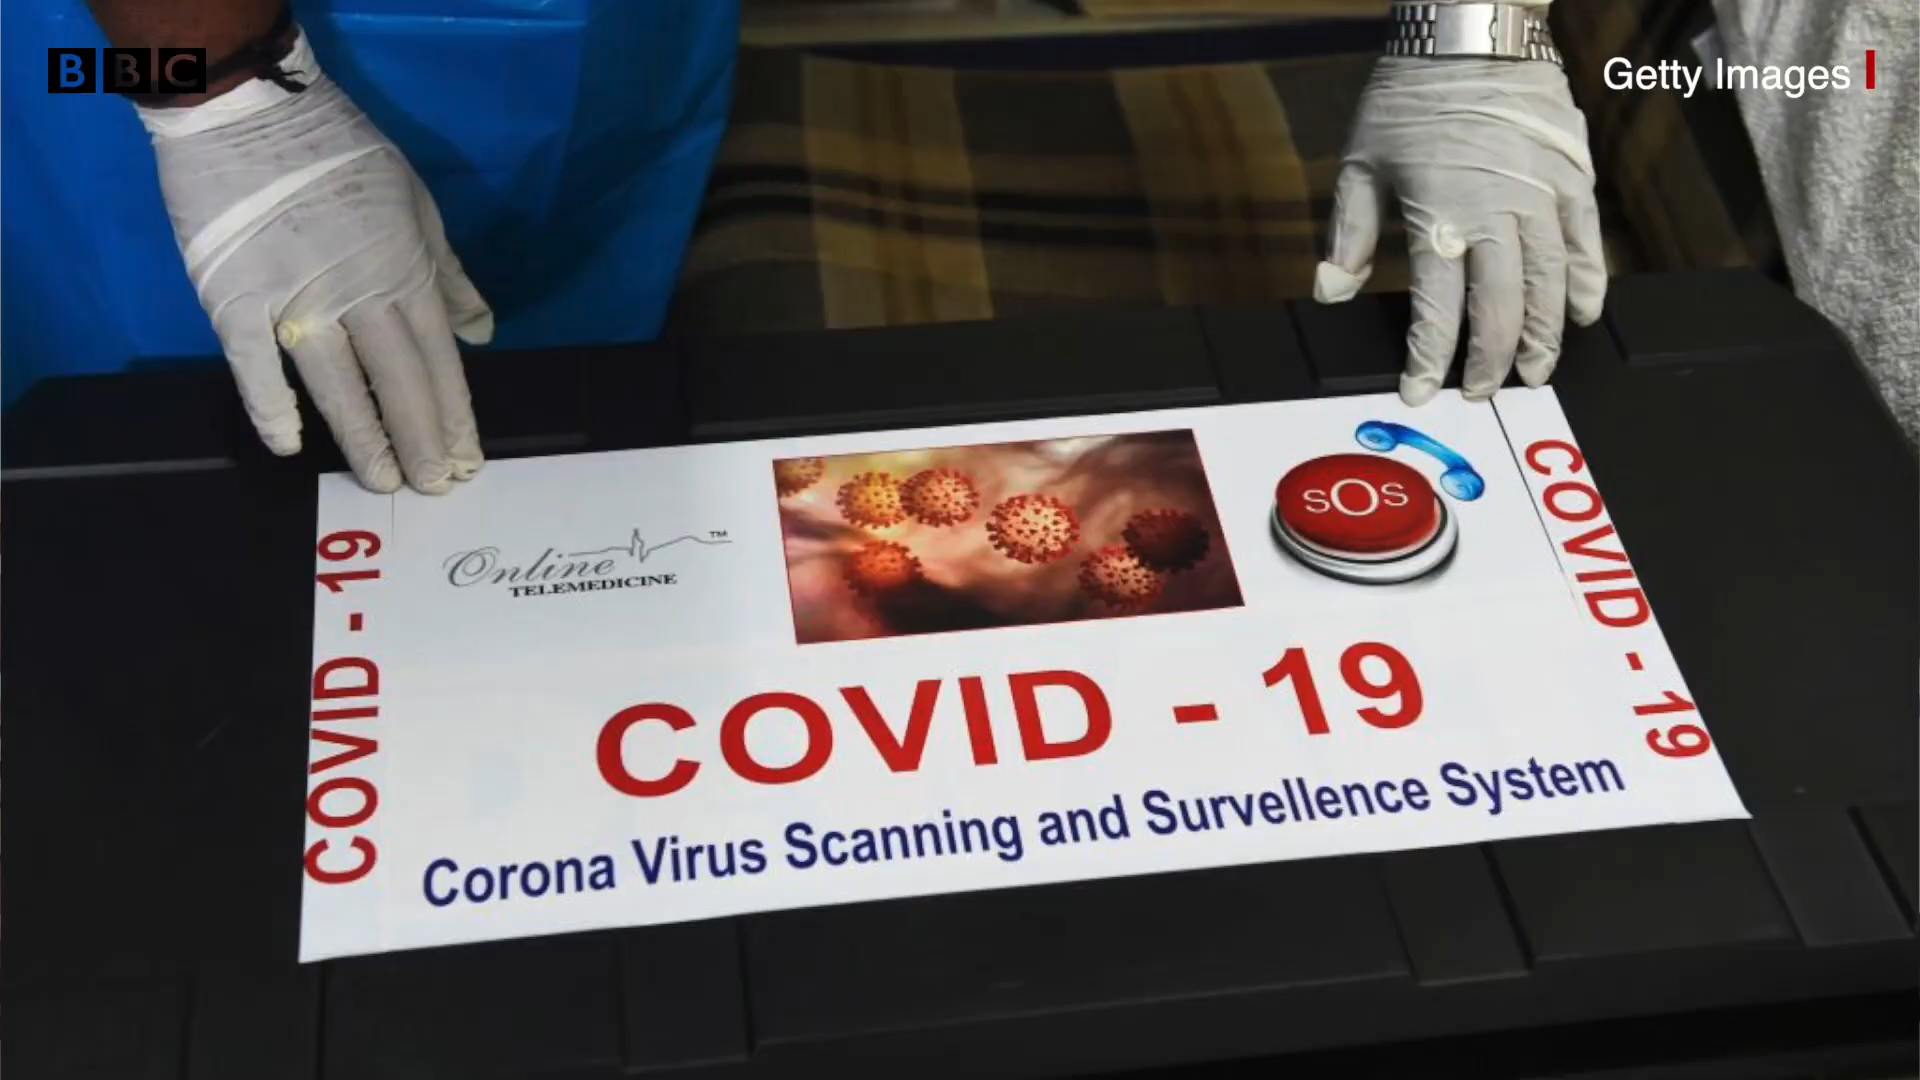 BBC
Getty Images
Online
TELEMEDICINE
TM
SOS
COVID - 19
COVID - 19
COVID - 19
Corona Virus Scanning and Survellence System